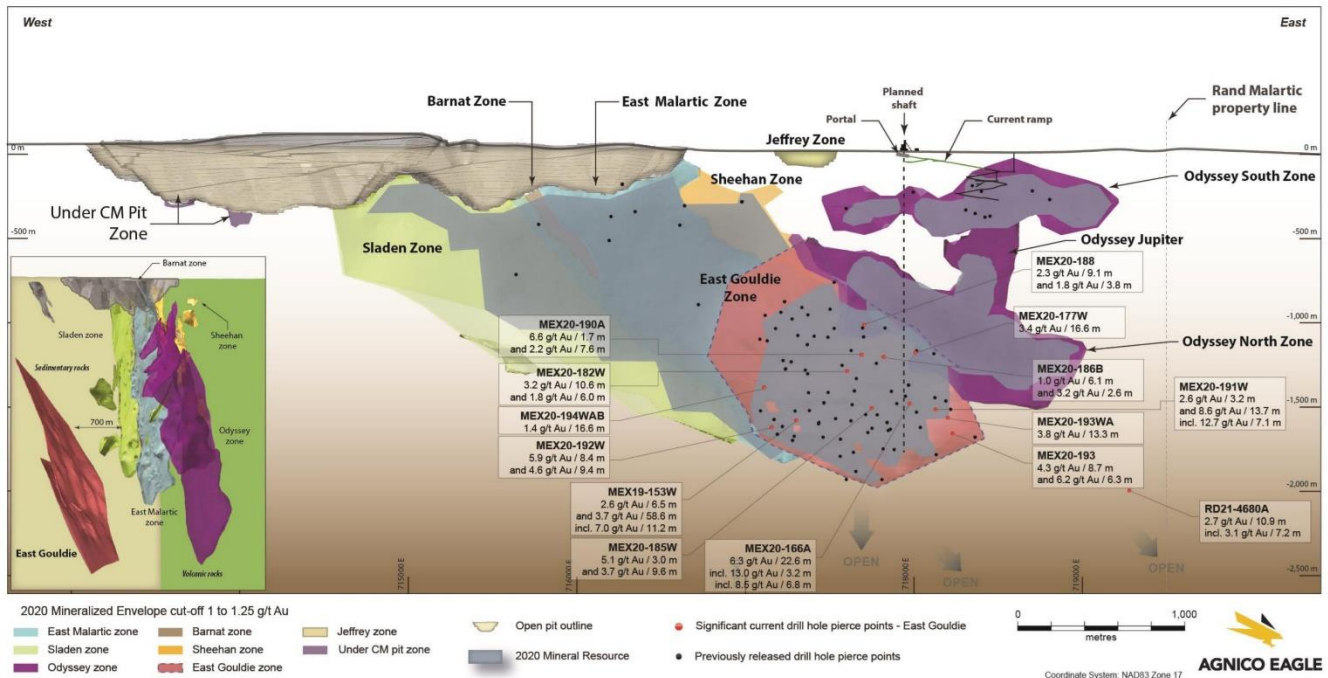 West
East
Barnat Zone
East Malartic Zone
Jeffrey Zone
Planned
shaft
Portal
Current ramp
Rand Malartic
property line
0 m
0 m
Sheehan Zone
Odyssey South Zone
Under CM Pit
Zone
-500 m
-500 m
Sladen Zone
Odyssey Jupiter
East Gouldie
Zone
MEX20-188
2.3 g/t Au / 9.1 m
and 1.8 g/t Au / 3.8 m
-1,000 m
MEX20-177W
3.4 g/t Au / 16.6 m
Odyssey North Zone
MEX20-190A
6.6 g/t Au / 1.7 m
and 2.2 g/t Au / 7.6 m
MEX20-186B
1.0 g/t Au / 6.1 m
and 3.2 g/t Au / 2.6 m
MEX20-182W
3.2 g/t Au / 10.6 m
and 1.8 g/t Au / 6.0 m
MEX20-191W
2.6 g/t Au / 3.2 m
and 8.6 g/t Au / 13.7 m
incl. 12.7 g/t Au / 7.1 m
MEX20-194WAB
1.4 g/t Au / 16.6 m
MEX20-193WA
3.8 g/t Au / 13.3 m
-1,500 m
MEX20-192W
5.9 g/t Au / 8.4 m
and 4.6 g/t Au / 9.4 m
MEX20-193
4.3 g/t Au / 8.7 m
and 6.2 g/t Au / 6.3 m
MEX19-153W
2.6 g/t Au / 6.5 m
and 3.7 g/t Au / 58.6 m
incl. 7.0 g/t Au / 11.2 m
-2,000 m
RD21-4680A
2.7 g/t Au / 10.9 m
incl. 3.1 g/t Au / 7.2 m
MEX20-185W
5.1 g/t Au / 3.0 m
and 3.7 g/t Au / 9.6 m
MEX20-166A
6.3 g/t Au / 22.6 m
incl. 13.0 g/t Au / 3.2 m
incl. 8.5 g/t Au / 6.8 m
OPEN
OPEN
OPEN
-2,500 m
715000 E
716000 E
718000 E
719000 E
Barnat zone
Sladen zone
Sheehan
zone
Sedimentary rocks
700 m
Odyssey
zone
East Malartic
zone
East Gouldie
Volcanic rocks
2020 Mineralized Envelope cut-off 1 to 1.25 g/t Au
East Malartic zone
Sladen zone
Odyssey zone
Barnat zone
Sheehan zone
East Gouldie zone
Jeffrey zone
Under CM pit zone
Open pit outline
2020 Mineral Resource
Significant current drill hole pierce points - East Gouldie
Previously released drill hole pierce points
0
1,000
metres
Coordinate System: NAD83 Zone 17
AGNICO EAGLE